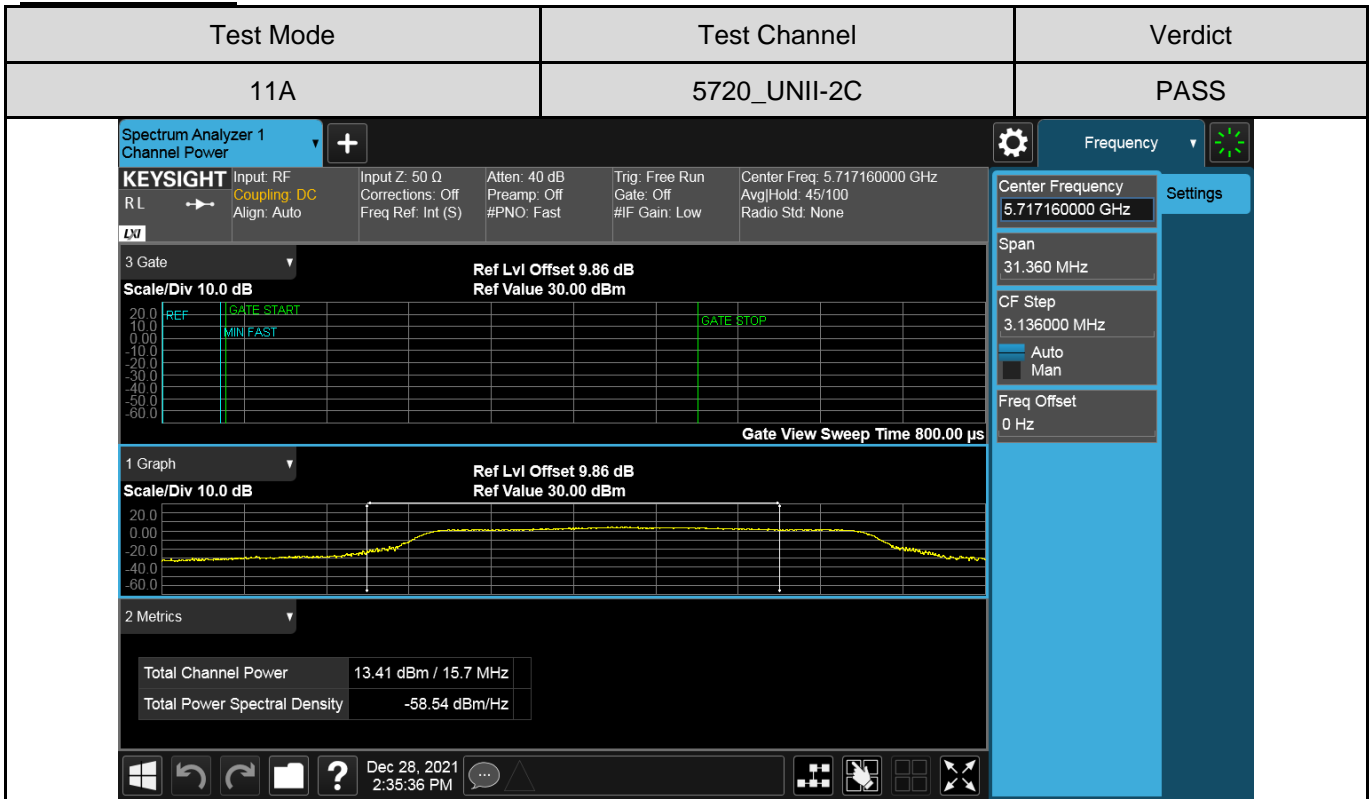 Test Mode Test Channel Verdict
11A 5720_UNII-2C PASS
Spectrum Analyzer 1
Channel Power
Frequency
KEYSIGHT Input: RF Input Z: 50 Ω Atten: 40 dB Trig: Free Run Center Freq: 5.717160000 GHz
RL Coupling: DC Corrections: Off Preamp: Off Gate: Off Avg|Hold: 45/100
Align: Auto Freq Ref: Int (S) #PNO: Fast #IF Gain: Low Radio Std: None
LXI
3 Gate
Ref Lvl Offset 9.86 dB
Scale/Div 10.0 dB Ref Value 30.00 dBm
20.0 REF GATE START
10.0 GATE STOP
0.00 MIN FAST
-10.0
-20.0
-30.0
-40.0
-50.0
-60.0
Gate View Sweep Time 800.00 µs
1 Graph
Ref Lvl Offset 9.86 dB
Scale/Div 10.0 dB Ref Value 30.00 dBm
20.0
0.00
-20.0
-40.0
-60.0
2 Metrics
Total Channel Power 13.41 dBm / 15.7 MHz
Total Power Spectral Density -58.54 dBm/Hz
Center Frequency
5.717160000 GHz
Settings
Span
31.360 MHz
CF Step
3.136000 MHz
Auto
Man
Freq Offset
0 Hz
?
Dec 28, 2021
2:35:36 PM